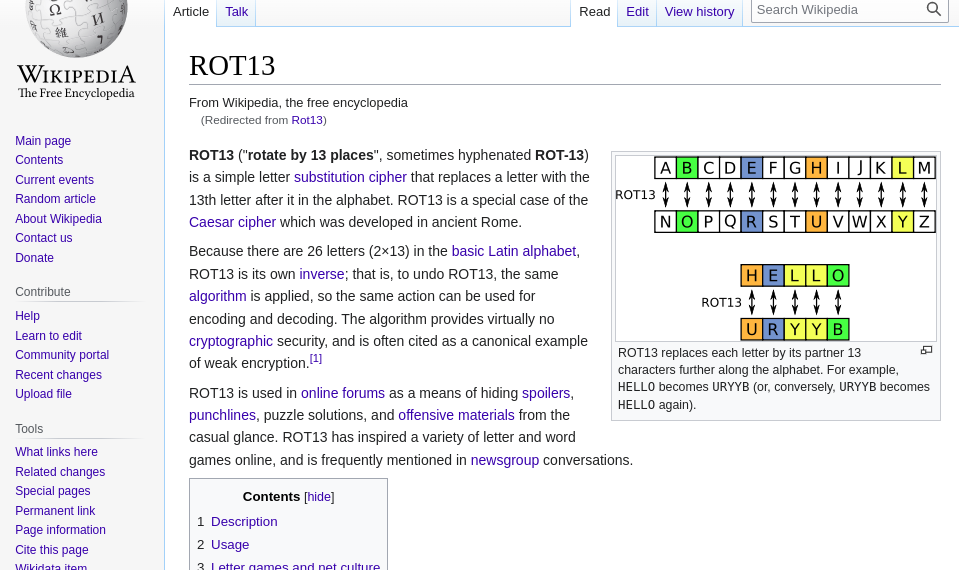 Article
Talk
Read
Edit
View history
Search Wikipedia
Ω
И
維
WIKIPEDIA
The Free Encyclopedia
Main page
Contents
Current events
Random article
About Wikipedia
Contact us
Donate
Contribute
Help
Learn to edit
Community portal
Recent changes
Upload file
Tools
What links here
Related changes
Special pages
Permanent link
Page information
Cite this page
Wikidata item
ROT13
From Wikipedia, the free encyclopedia
(Redirected from Rot13)
ROT13 ("rotate by 13 places", sometimes hyphenated ROT-13)
is a simple letter substitution cipher that replaces a letter with the
13th letter after it in the alphabet. ROT13 is a special case of the
Caesar cipher which was developed in ancient Rome.
Because there are 26 letters (2×13) in the basic Latin alphabet,
ROT13 is its own inverse; that is, to undo ROT13, the same
algorithm is applied, so the same action can be used for
encoding and decoding. The algorithm provides virtually no
cryptographic security, and is often cited as a canonical example
of weak encryption.[1]
ROT13 is used in online forums as a means of hiding spoilers,
punchlines, puzzle solutions, and offensive materials from the
casual glance. ROT13 has inspired a variety of letter and word
games online, and is frequently mentioned in newsgroup conversations.
A B C D E F G H I J K L M
ROT13
N O P Q R S T U V W X Y Z
H E L L O
ROT13
U R Y Y B
ROT13 replaces each letter by its partner 13
characters further along the alphabet. For example,
HELLO becomes URYYB (or, conversely, URYYB becomes
HELLO again).
Contents [hide]
1 Description
2 Usage
3 Letter games and net culture